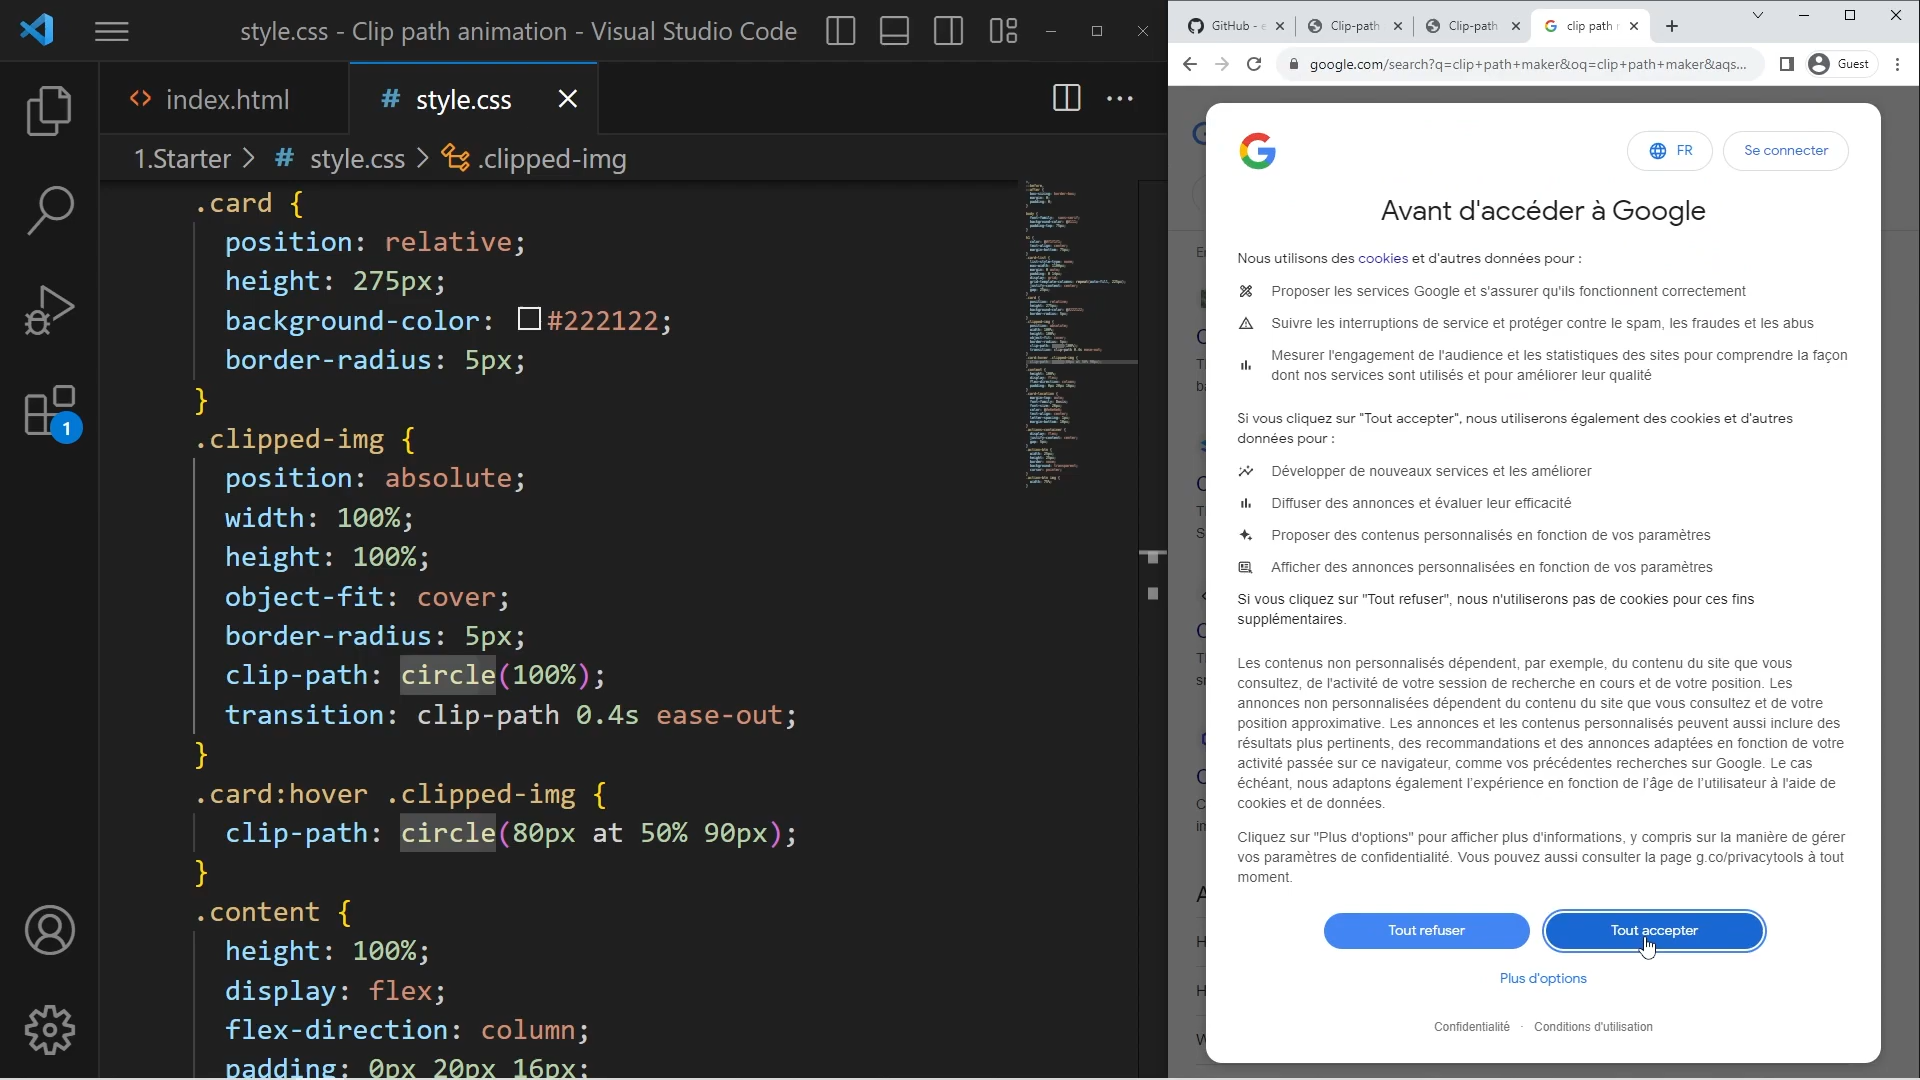 style.css - Clip path animation - Visual Studio Code
index.html
# style.css
1.Starter > # style.css > .clipped-img
.card {
position: relative;
height: 275px;
background-color: #222122;
border-radius: 5px;
}
.clipped-img {
position: absolute;
width: 100%;
height: 100%;
object-fit: cover;
border-radius: 5px;
clip-path: circle(100%);
transition: clip-path 0.4s ease-out;
}
.card:hover .clipped-img {
clip-path: circle(80px at 50% 90px);
}
.content {
height: 100%;
display: flex;
flex-direction: column;
padding: 0px 20px 16px;
1
GitHub - e
Clip-path
Clip-path
clip path
google.com/search?q=clip+path+maker&oq=clip+path+maker&aqs...
Guest
FR
Se connecter
Avant d'accéder à Google
Nous utilisons des cookies et d'autres données pour :
Proposer les services Google et s'assurer qu'ils fonctionnent correctement
Suivre les interruptions de service et protéger contre le spam, les fraudes et les abus
Mesurer l'engagement de l'audience et les statistiques des sites pour comprendre la façon
dont nos services sont utilisés et pour améliorer leur qualité
Si vous cliquez sur "Tout accepter", nous utiliserons également des cookies et d'autres
données pour :
Développer de nouveaux services et les améliorer
Diffuser des annonces et évaluer leur efficacité
Proposer des contenus personnalisés en fonction de vos paramètres
Afficher des annonces personnalisées en fonction de vos paramètres
Si vous cliquez sur "Tout refuser", nous n'utiliserons pas de cookies pour ces fins
supplémentaires.
Les contenus non personnalisés dépendent, par exemple, du contenu du site que vous
consultez, de l'activité de votre session de recherche en cours et de votre position. Les
annonces non personnalisées dépendent du contenu du site que vous consultez et de votre
position approximative. Les annonces et les contenus personnalisés peuvent aussi inclure des
résultats plus pertinents, des recommandations et des annonces adaptées en fonction de votre
activité passée sur ce navigateur, comme vos précédentes recherches sur Google. Le cas
échéant, nous adaptons également l'expérience en fonction de l'âge de l'utilisateur à l'aide de
cookies et de données.
Cliquez sur "Plus d'options" pour afficher plus d'informations, y compris sur la manière de gérer
vos paramètres de confidentialité. Vous pouvez aussi consulter la page g.co/privacytools à tout
moment.
Tout refuser
Tout accepter
Plus d'options
Confidentialité · Conditions d'utilisation